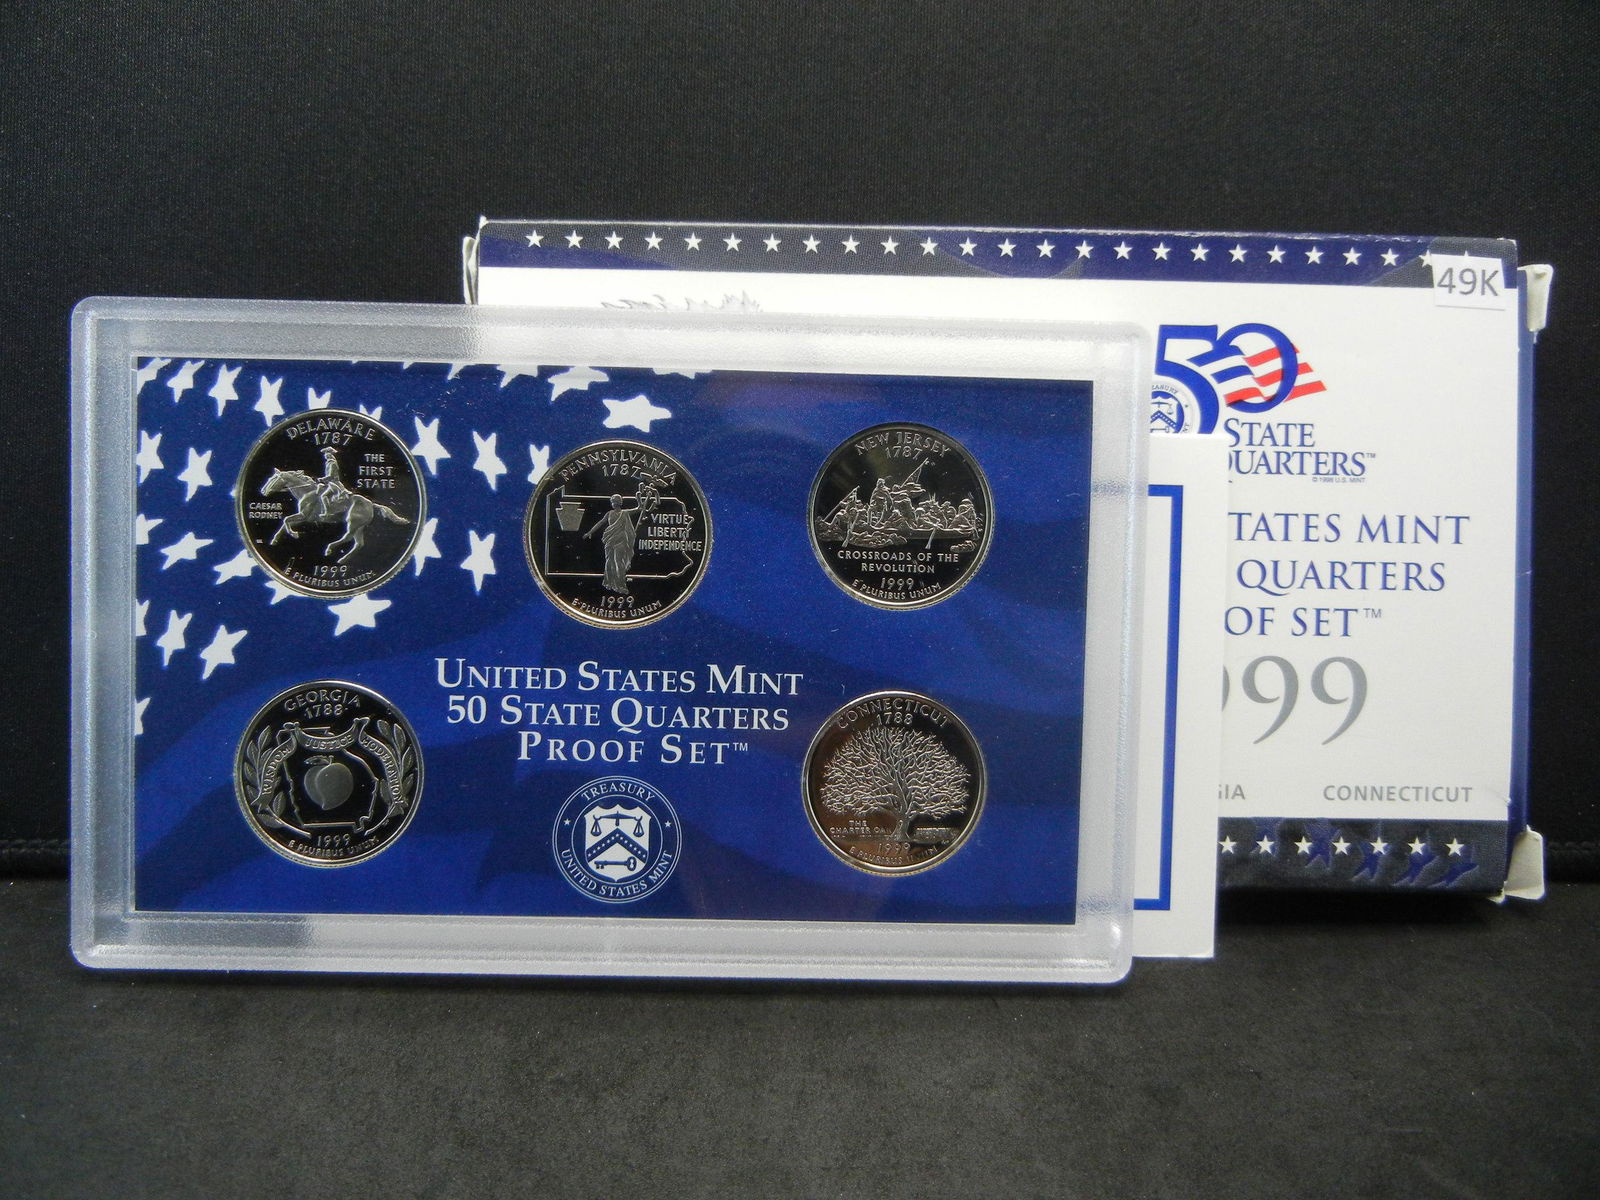 DELAWARE
1787
THE
FIRST
STATE
CAESAR
RODNEY
1999
E PLURIBUS UNUM
PENNSYLVANIA
1787
VIRTUE
LIBERTY
INDEPENDENCE
1999
E PLURIBUS UNUM
NEW JERSEY
1787
CROSSROADS OF THE
REVOLUTION
1999
E PLURIBUS UNUM
UNITED STATES MINT
50 STATE QUARTERS
PROOF SET™
GEORGIA
1788
WISDOM JUSTICE MODERATION
1999
E PLURIBUS UNUM
TREASURY
UNITED STATES MINT
CONNECTICUT
1788
THE
CHARTER OAK
1999
E PLURIBUS UNUM
49K
50
STATE
QUARTERS™
© 1998 U.S. MINT
TATES MINT
QUARTERS
OF SET™
999
GIA CONNECTICUT